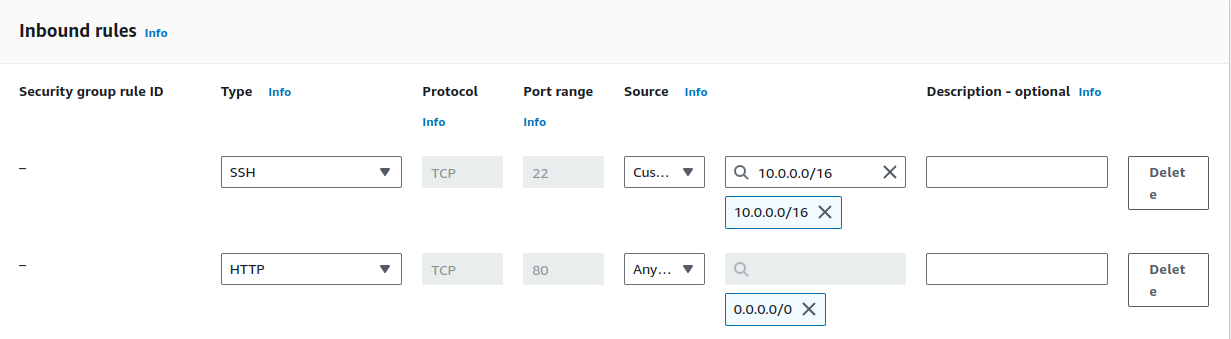 Inbound rules Info
Security group rule ID Type Info Protocol Port range Source Info Description - optional Info
Info Info
– SSH TCP 22 Cus... 10.0.0.0/16 Delet
e
10.0.0.0/16
– HTTP TCP 80 Any... Delet
e
0.0.0.0/0